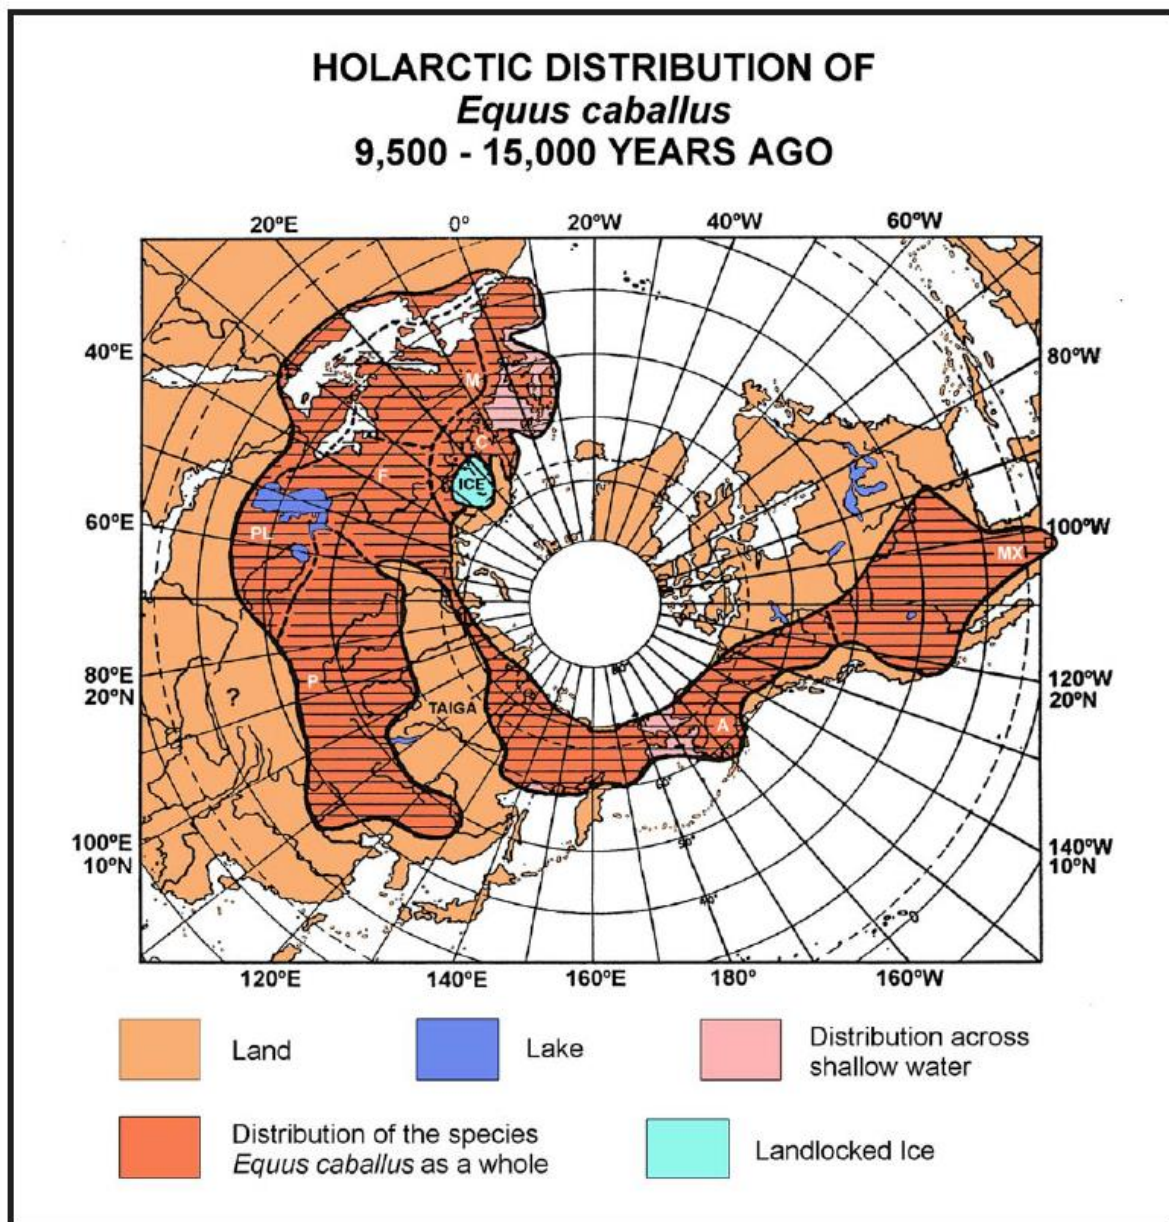 HOLARCTIC DISTRIBUTION OF
Equus caballus
9,500 - 15,000 YEARS AGO
20ºE 0º 20ºW 40ºW 60ºW
40ºE
80ºW
M
C
F
ICE
60ºE
100ºW
PL
MX
80ºE
20ºN
120ºW
20ºN
?
P
TAIGA
A
100ºE
10ºN
140ºW
10ºN
120ºE 140ºE 160ºE 180º 160ºW
Land
Lake
Distribution across
shallow water
Distribution of the species
Equus caballus as a whole
Landlocked Ice